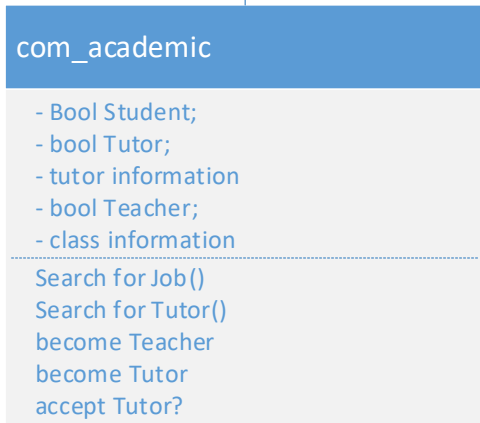 com_academic
- Bool Student;
- bool Tutor;
- tutor information
- bool Teacher;
- class information
Search for Job()
Search for Tutor()
become Teacher
become Tutor
accept Tutor?